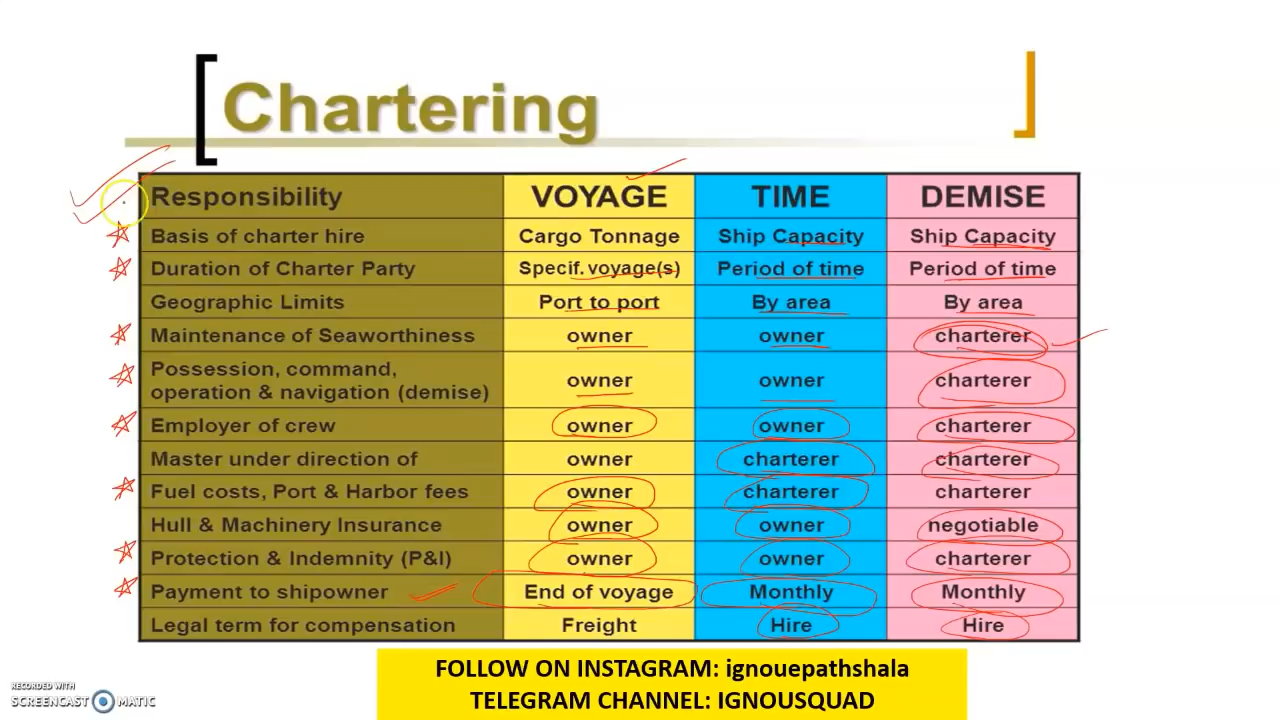 Chartering
Responsibility VOYAGE TIME DEMISE
Basis of charter hire Cargo Tonnage Ship Capacity Ship Capacity
Duration of Charter Party Specif. voyage(s) Period of time Period of time
Geographic Limits Port to port By area By area
Maintenance of Seaworthiness owner owner charterer
Possession, command,
operation & navigation (demise) owner owner charterer
Employer of crew owner owner charterer
Master under direction of owner charterer charterer
Fuel costs, Port & Harbor fees owner charterer charterer
Hull & Machinery Insurance owner owner negotiable
Protection & Indemnity (P&I) owner owner charterer
Payment to shipowner End of voyage Monthly Monthly
Legal term for compensation Freight Hire Hire
FOLLOW ON INSTAGRAM: ignouepathshala
TELEGRAM CHANNEL: IGNOUSQUAD
RECORDED WITH
SCREENCAST MATIC